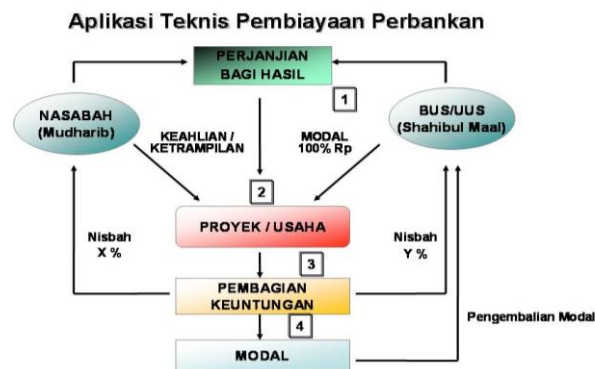 Aplikasi Teknis Pembiayaan Perbankan
PERJANJIAN
BAGI HASIL
1
NASABAH
(Mudharib)
BUS/UUS
(Shahibul Maal)
KEAHLIAN /
KETRAMPILAN
MODAL
100% Rp
2
PROYEK / USAHA
Nisbah
X %
Nisbah
Y %
3
PEMBAGIAN
KEUNTUNGAN
4
Pengembalian Modal
MODAL